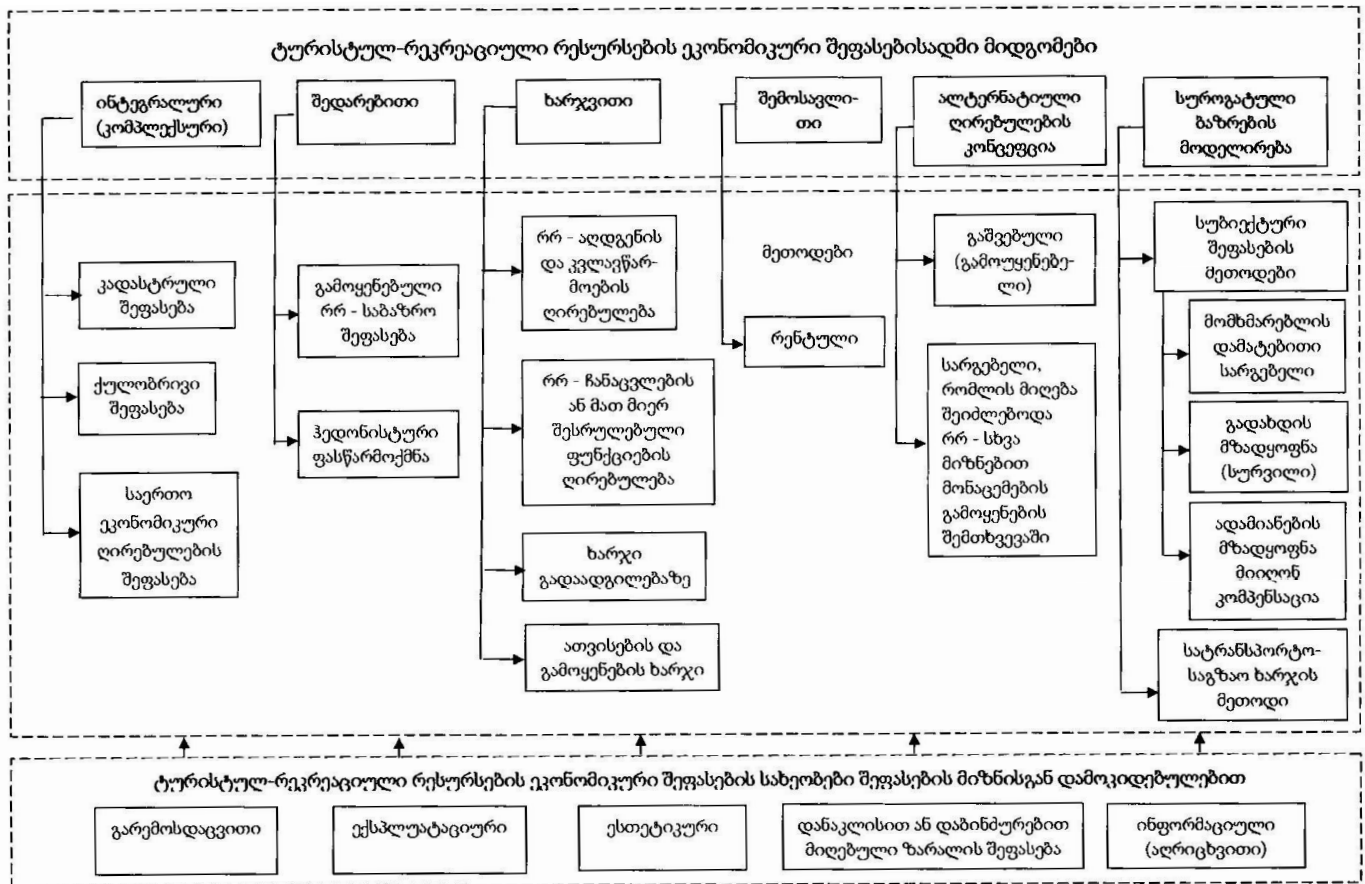 ტურისტულ-რეკრეაციული რესურსების ეკონომიკური შეფასებისადმი მიდგომები
ინტეგრალური
(კომპლექსური)
შედარებითი
ხარჯვითი
შემოსავლი-
თი
ალტერნატიული
ღირებულების
კონცეფცია
სუროგატული
ბაზრების
მოდელირება
კადასტრული
შეფასება
ქულობრივი
შეფასება
საერთო
ეკონომიკური
ღირებულების
შეფასება
გამოყენებული
რრ - საბაზრო
შეფასება
ჰედონისტური
ფასწარმოქმნა
რრ - აღდგენის
და კვლავწარ-
მოების
ღირებულება
რრ - ჩანაცვლების
ან მათ მიერ
შესრულებული
ფუნქციების
ღირებულება
ხარჯი
გადაადგილებაზე
ათვისების და
გამოყენების ხარჯი
მეთოდები
რენტული
გაშვებული
(გამოუყენებე-
ლი)
სარგებელი,
რომლის მიღება
შეიძლებოდა
რრ - სხვა
მიზნებით
მონაცემების
გამოყენების
შემთხვევაში
სუბიექტური
შეფასების
მეთოდები
მომხმარებლის
დამატებითი
სარგებელი
გადახდის
მზადყოფნა
(სურვილი)
ადამიანების
მზადყოფნა
მიიღონ
კომპენსაცია
სატრანსპორტო-
საგზაო ხარჯის
მეთოდი
ტურისტულ-რეკრეაციული რესურსების ეკონომიკური შეფასების სახეობები შეფასების მიზნისგან დამოკიდებულებით
გარემოსდაცვითი
ექსპლუატაციური
ესთეტიკური
დანაკლისით ან დაბინძურებით
მიღებული ზარალის შეფასება
ინფორმაციული
(აღრიცხვითი)